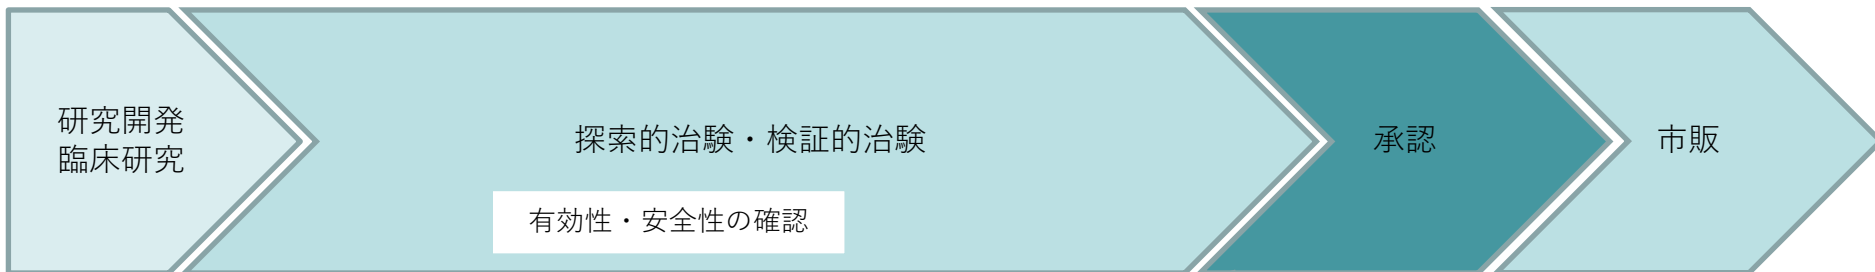 研究開発
臨床研究
探索的治験・検証的治験
有効性・安全性の確認
承認
市販